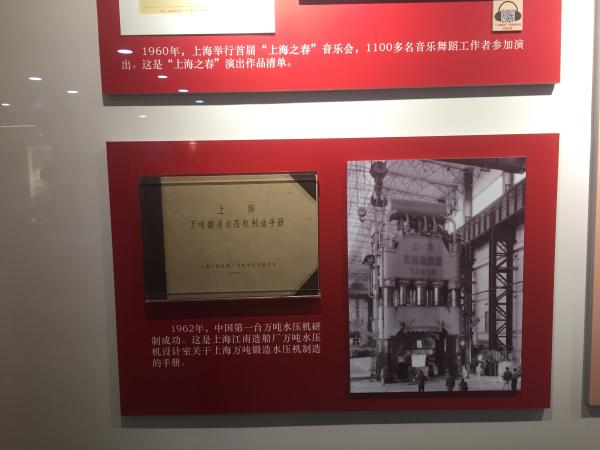 1960年，上海举行首届“上海之春”音乐会，1100多名音乐舞蹈工作者参加演
出。这是“上海之春”演出作品清单。
上海
万吨锻造水压机制造手册
1962年，中国第一台万吨水压机研
制成功。这是上海江南造船厂万吨水压
机设计室关于上海万吨锻造水压机制造
的手册。